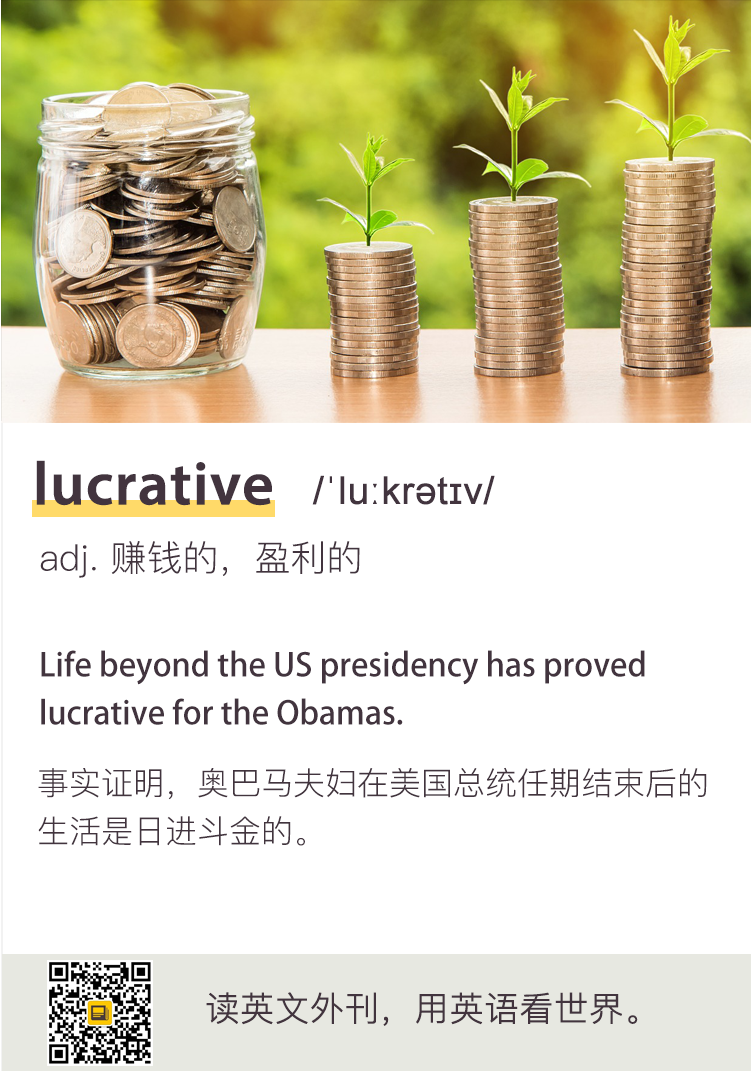 lucrative /ˈluːkrətɪv/
adj. 赚钱的，盈利的
Life beyond the US presidency has proved
lucrative for the Obamas.
事实证明，奥巴马夫妇在美国总统任期结束后的
生活是日进斗金的。
读英文外刊，用英语看世界。